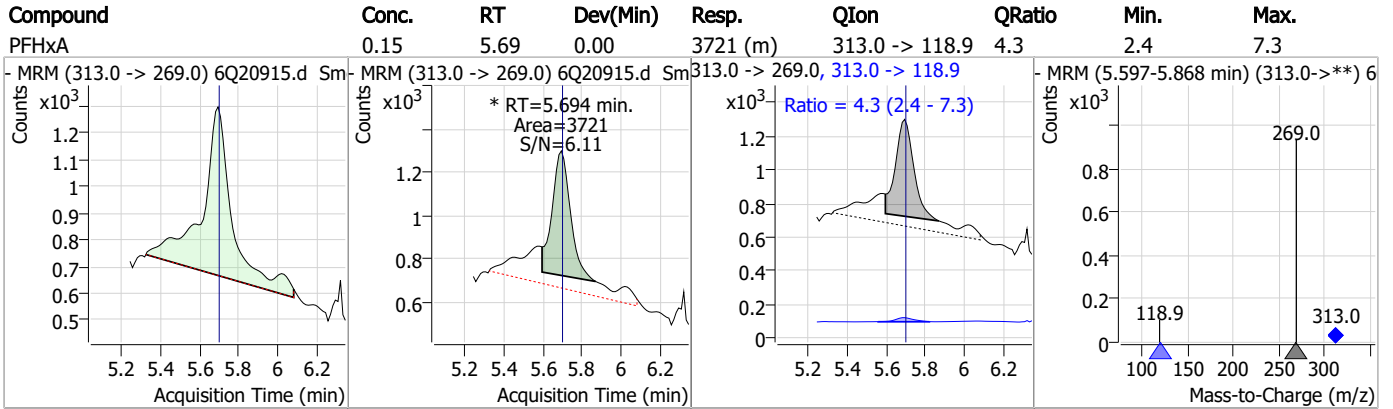 Compound Conc. RT Dev(Min) Resp. QIon QRatio Min. Max.
PFHxA 0.15 5.69 0.00 3721 (m) 313.0 -> 118.9 4.3 2.4 7.3
- MRM (313.0 -> 269.0) 6Q20915.d Sm
Counts
x10³
1.2
1.1
1
0.9
0.8
0.7
0.6
0.5
5.2 5.4 5.6 5.8 6 6.2
Acquisition Time (min)
- MRM (313.0 -> 269.0) 6Q20915.d Sm
Counts
x10³
* RT=5.694 min.
Area=3721
S/N=6.11
1.2
1
0.8
0.6
5.2 5.4 5.6 5.8 6 6.2
Acquisition Time (min)
313.0 -> 269.0, 313.0 -> 118.9
x10³
Ratio = 4.3 (2.4 - 7.3)
1.2
1
0.8
0.6
0.4
0.2
0
5.2 5.4 5.6 5.8 6 6.2
Acquisition Time (min)
- MRM (5.597-5.868 min) (313.0->**) 6
Counts
x10³
269.0
0.8
0.6
0.4
0.2
118.9
313.0
0
100 150 200 250 300
Mass-to-Charge (m/z)